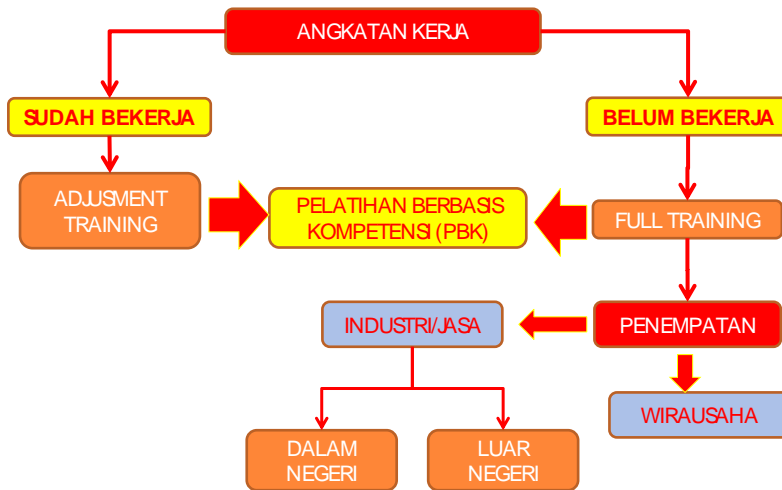 ANGKATAN KERJA
SUDAH BEKERJA
BELUM BEKERJA
ADJUSMENT
TRAINING
PELATIHAN BERBASIS
KOMPETENSI (PBK)
FULL TRAINING
INDUSTRI/JASA
PENEMPATAN
WIRAUSAHA
DALAM
NEGERI
LUAR
NEGERI